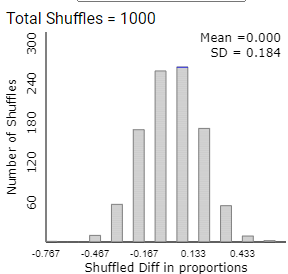 Total Shuffles = 1000
Mean =0.000
SD = 0.184
Number of Shuffles
300
240
180
120
60
-0.767 -0.467 -0.167 0.133 0.433
Shuffled Diff in proportions